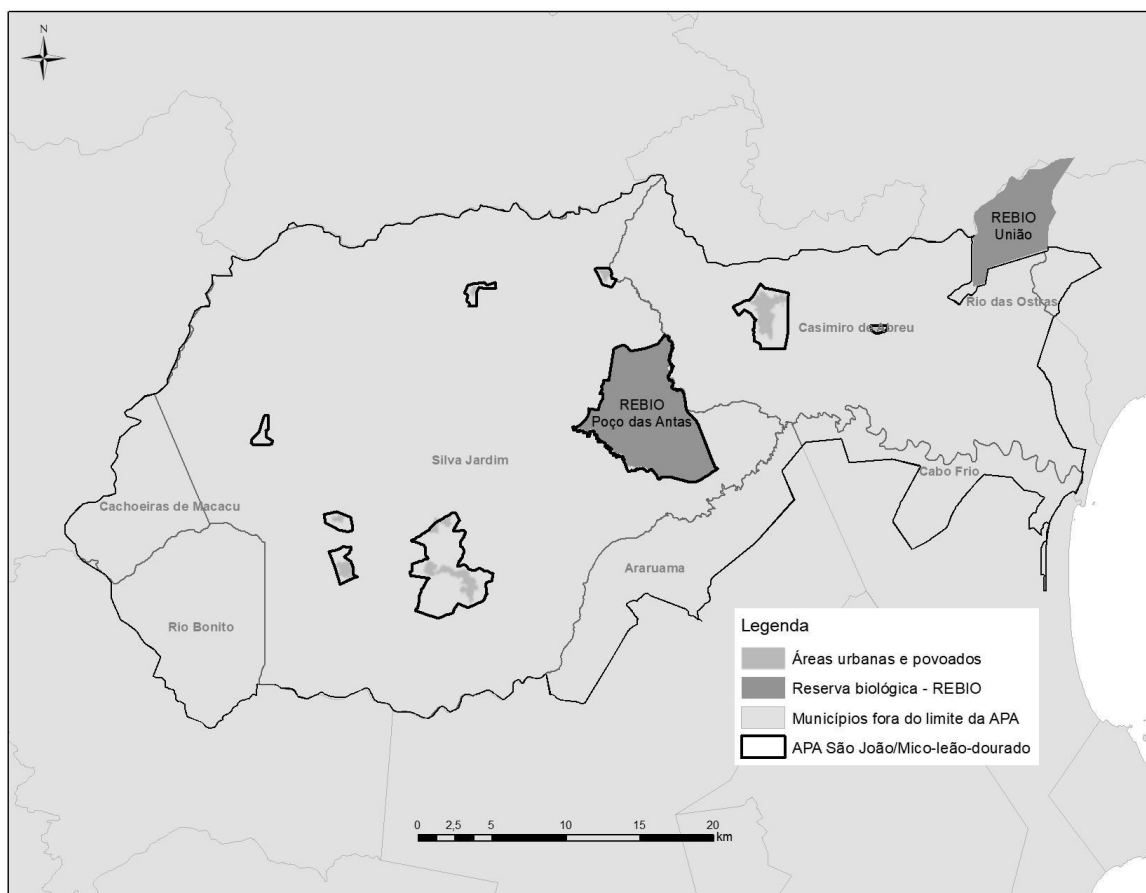 N
REBIO
União
Rio das Ostras
Casimiro de Abreu
REBIO
Poço das Antas
Silva Jardim
Cabo Frio
Cachoeiras de Macacu
Araruama
Rio Bonito
Legenda
Áreas urbanas e povoados
Reserva biológica - REBIO
Municípios fora do limite da APA
APA São João/Mico-leão-dourado
0 2,5 5 10 15 20
km